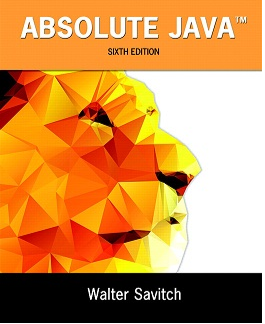 ABSOLUTE JAVA™
SIXTH EDITION
Walter Savitch